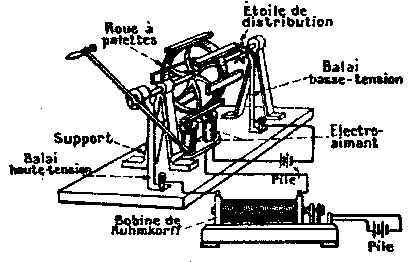 Roue à
palettes
Etoile de
distribution
Balai
basse-tension
Support
Electro-
aimant
Balai
haute-tension
Pile
Bobine de
Ruhmkorff
Pile